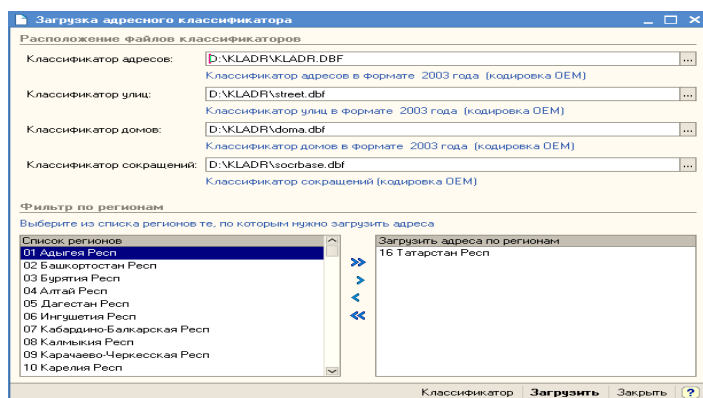 Загрузка адресного классификатора
Расположение файлов классификаторов
Классификатор адресов: D:\KLADR\KLADR.DBF ...
Классификатор адресов в формате 2003 года (кодировка OEM)
Классификатор улиц: D:\KLADR\street.dbf ...
Классификатор улиц в формате 2003 года (кодировка OEM)
Классификатор домов: D:\KLADR\doma.dbf ...
Классификатор домов в формате 2003 года (кодировка OEM)
Классификатор сокращений: D:\KLADR\socrbase.dbf ...
Классификатор сокращений (кодировка OEM)
Фильтр по регионам
Выберите из списка регионов те, по которым нужно загрузить адреса
Список регионов
01 Адыгея Респ
02 Башкортостан Респ
03 Бурятия Респ
04 Алтай Респ
05 Дагестан Респ
06 Ингушетия Респ
07 Кабардино-Балкарская Респ
08 Калмыкия Респ
09 Карачаево-Черкесская Респ
10 Карелия Респ
Загрузить адреса по регионам
16 Татарстан Респ
Классификатор Загрузить Закрыть ?